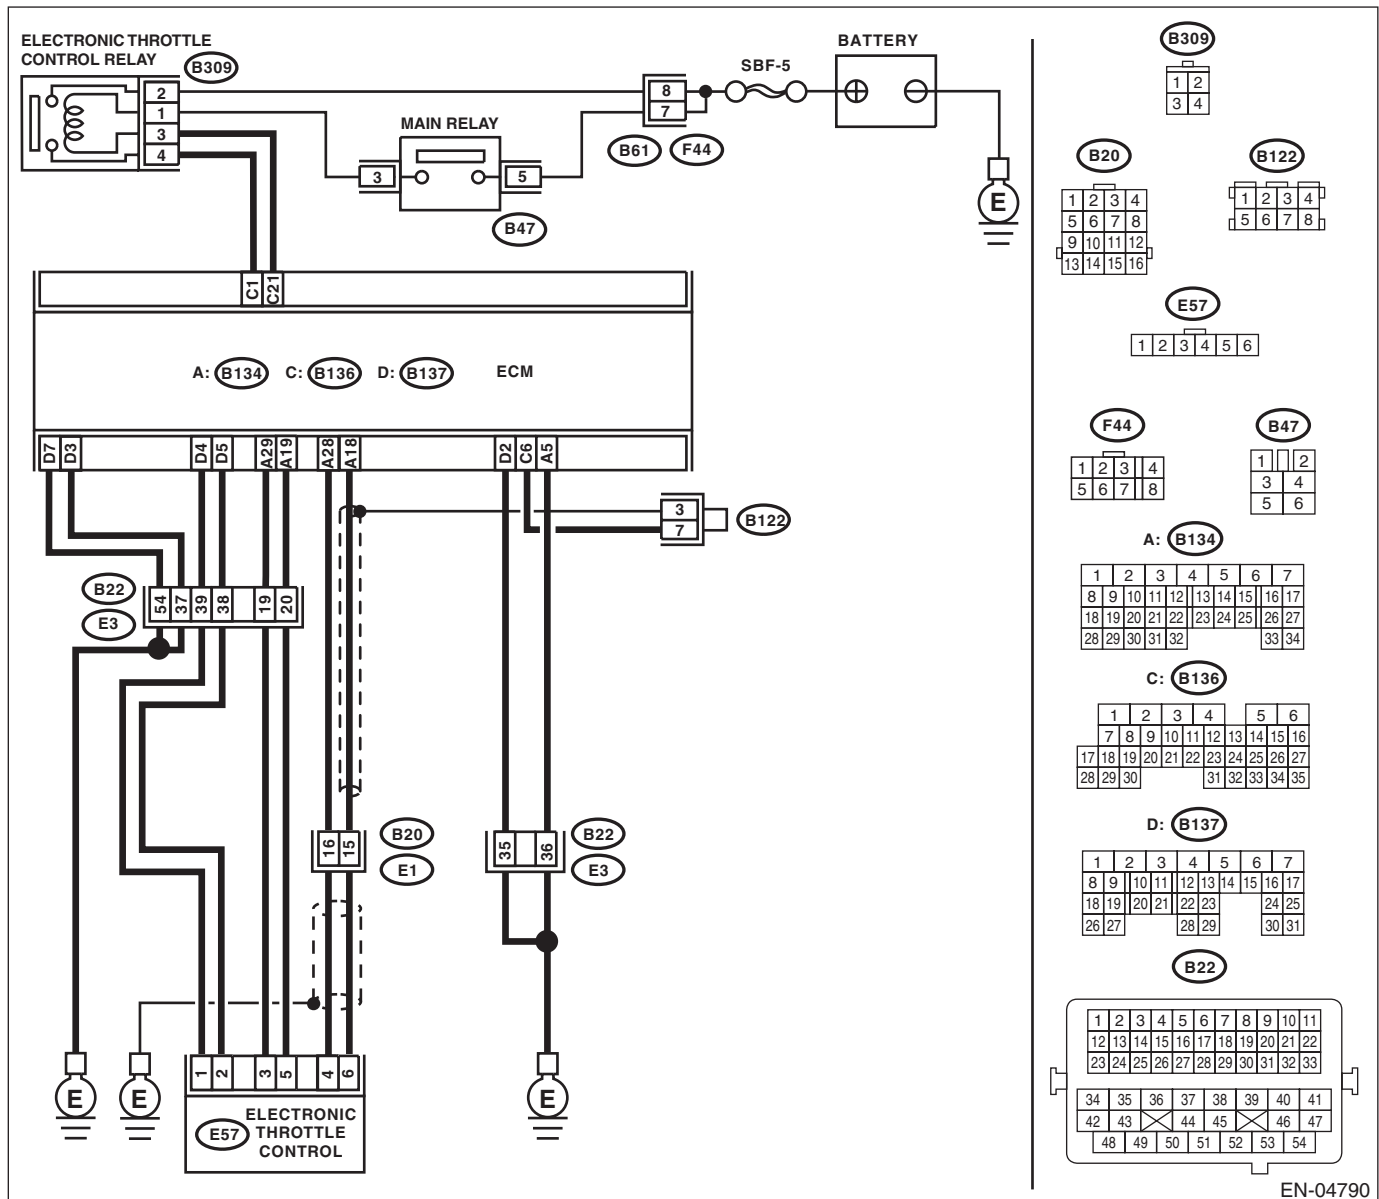 ELECTRONIC THROTTLE
CONTROL RELAY
B309
2
1
3
4
MAIN RELAY
3
5
B47
8
7
B61
F44
SBF-5
BATTERY
E
C1
C21
A: B134 C: B136 D: B137 ECM
D7
D3
D4
D5
A29
A19
A28
A18
D2
C6
A5
3
7
B122
B22
E3
54
37
39
38
19
20
16
15
B20
E1
35
36
B22
E3
E
E
E
1
2
3
5
4
6
E57
ELECTRONIC
THROTTLE
CONTROL
B309
1 2
3 4
B20
1 2 3 4
5 6 7 8
9 10 11 12
13 14 15 16
B122
1 2 3 4
5 6 7 8
E57
1 2 3 4 5 6
F44
1 2 3 4
5 6 7 8
B47
1 2
3 4
5 6
A: B134
1 2 3 4 5 6 7
8 9 10 11 12 13 14 15 16 17
18 19 20 21 22 23 24 25 26 27
28 29 30 31 32 33 34
C: B136
1 2 3 4 5 6
7 8 9 10 11 12 13 14 15 16
17 18 19 20 21 22 23 24 25 26 27
28 29 30 31 32 33 34 35
D: B137
1 2 3 4 5 6 7
8 9 10 11 12 13 14 15 16 17
18 19 20 21 22 23 24 25
26 27 28 29 30 31
B22
1 2 3 4 5 6 7 8 9 10 11
12 13 14 15 16 17 18 19 20 21 22
23 24 25 26 27 28 29 30 31 32 33
34 35 36 37 38 39 40 41
42 43 44 45 46 47
48 49 50 51 52 53 54
EN-04790